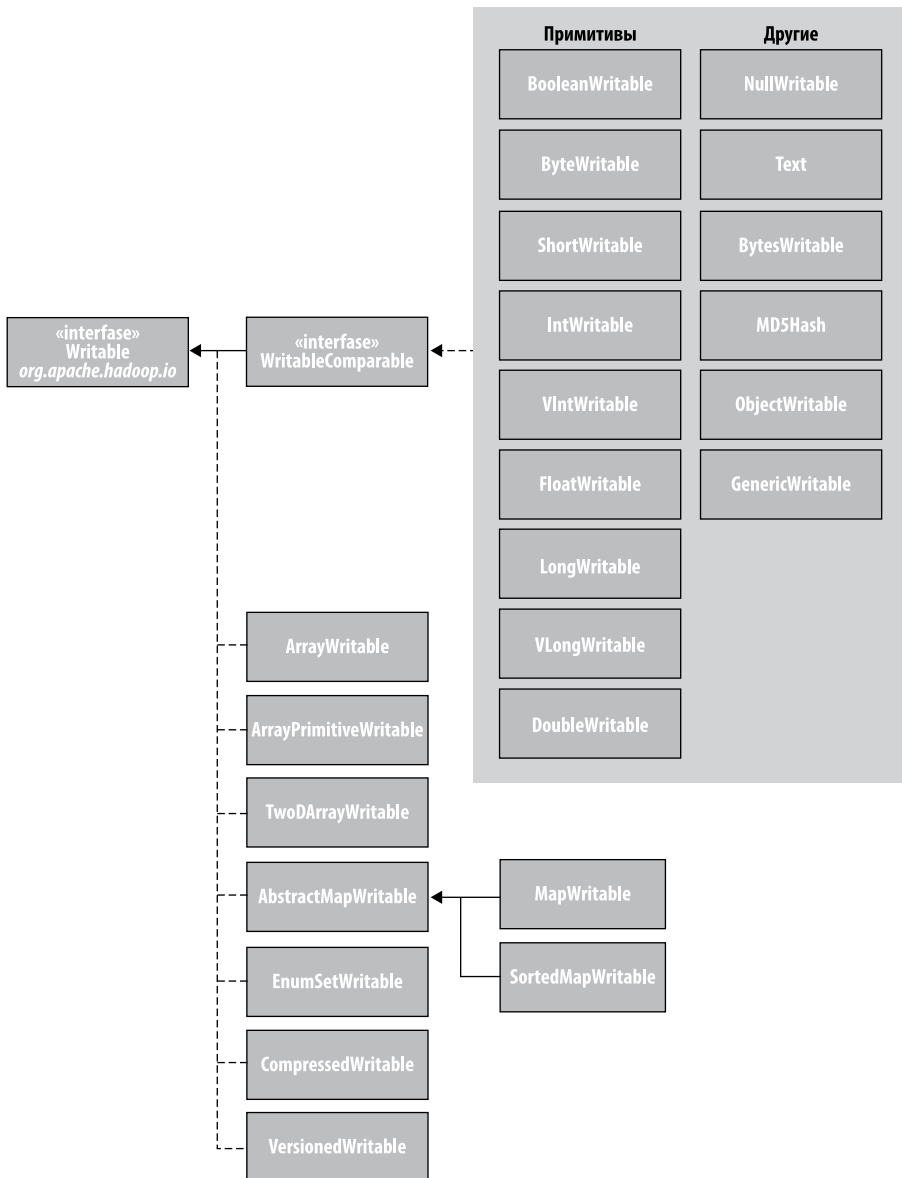 Примитивы
Другие
BooleanWritable
NullWritable
ByteWritable
Text
ShortWritable
BytesWritable
IntWritable
MD5Hash
VIntWritable
ObjectWritable
FloatWritable
GenericWritable
LongWritable
VLongWritable
DoubleWritable
«interfase»
Writable
org.apache.hadoop.io
«interfase»
WritableComparable
ArrayWritable
ArrayPrimitiveWritable
TwoDArrayWritable
AbstractMapWritable
MapWritable
SortedMapWritable
EnumSetWritable
CompressedWritable
VersionedWritable